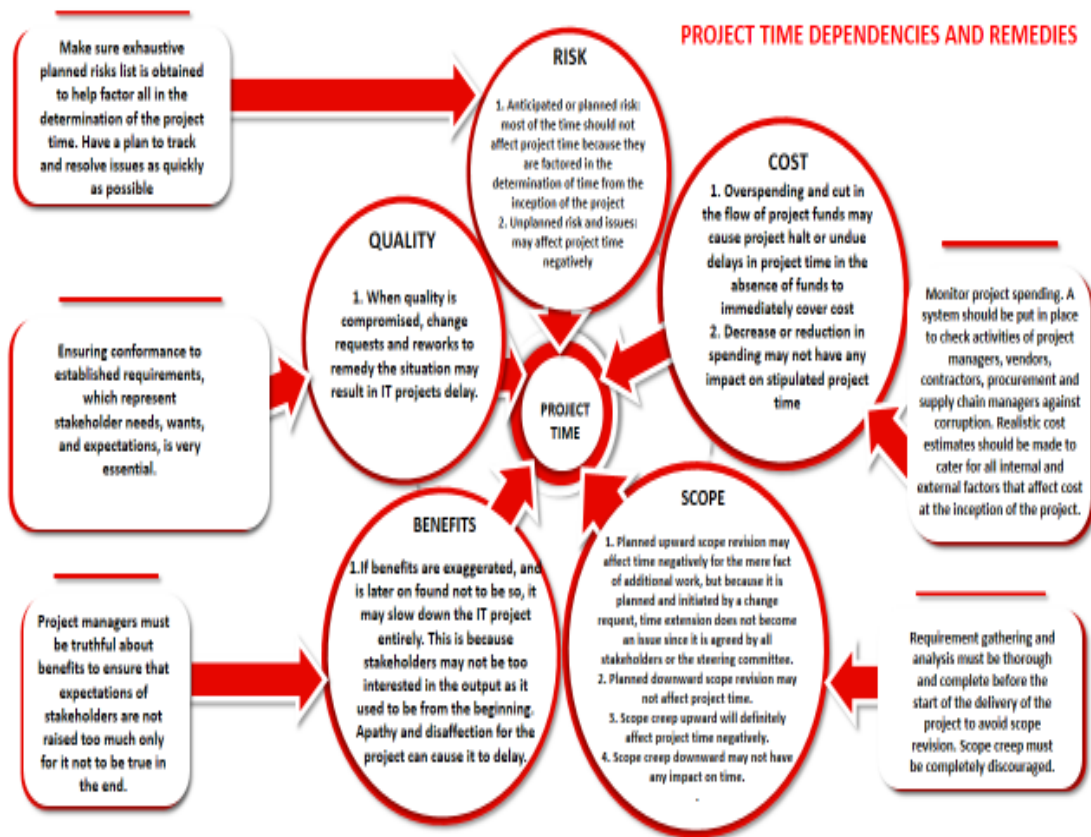 PROJECT TIME DEPENDENCIES AND REMEDIES
Make sure exhaustive
planned risks list is obtained
to help factor all in the
determination of the project
time. Have a plan to track
and resolve issues as quickly
as possible
RISK
1. Anticipated or planned risk:
most of the time should not
affect project time because they
are factored in the
determination of time from the
inception of the project
2. Unplanned risk and issues:
may affect project time
negatively
COST
1. Overspending and cut in
the flow of project funds may
cause project halt or undue
delays in project time in the
absence of funds to
immediately cover cost
2. Decrease or reduction in
spending may not have any
impact on stipulated project
time
Monitor project spending. A
system should be put in place
to check activities of project
managers, vendors,
contractors, procurement and
supply chain managers against
corruption. Realistic cost
estimates should be made to
cater for all internal and
external factors that affect cost
at the inception of the project.
QUALITY
1. When quality is
compromised, change
requests and reworks to
remedy the situation may
result in IT projects delay.
Ensuring conformance to
established requirements,
which represent
stakeholder needs, wants,
and expectations, is very
essential.
PROJECT
TIME
BENEFITS
1.If benefits are exaggerated, and
is later on found not to be so, it
may slow down the IT project
entirely. This is because
stakeholders may not be too
interested in the output as it
used to be from the beginning.
Apathy and disaffection for the
project can cause it to delay.
Project managers must
be truthful about
benefits to ensure that
expectations of
stakeholders are not
raised too much only
for it not to be true in
the end.
SCOPE
1. Planned upward scope revision may
affect time negatively for the mere fact
of additional work, but because it is
planned and initiated by a change
request, time extension does not become
an issue since it is agreed by all
stakeholders or the steering committee.
2. Planned downward scope revision may
not affect project time.
3. Scope creep upward will definitely
affect project time negatively.
4. Scope creep downward may not have
any impact on time.
.
Requirement gathering and
analysis must be thorough
and complete before the
start of the delivery of the
project to avoid scope
revision. Scope creep must
be completely discouraged.